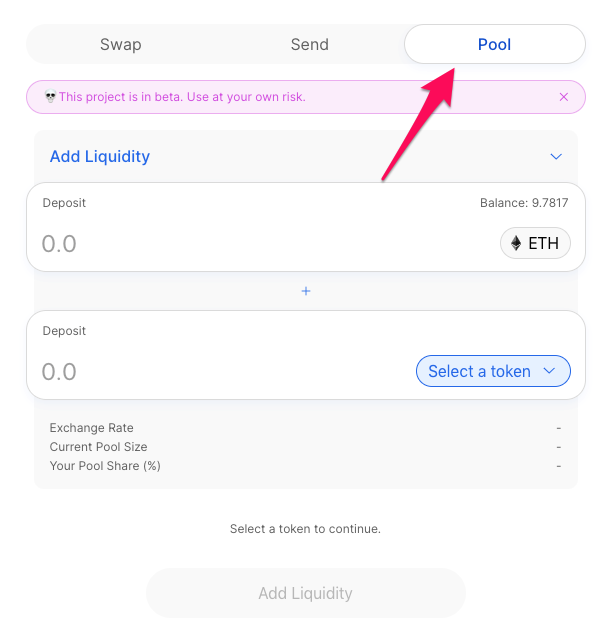 Swap Send Pool
💀This project is in beta. Use at your own risk. ×
Add Liquidity
Deposit Balance: 9.7817
0.0 ETH
+
Deposit
0.0 Select a token
Exchange Rate -
Current Pool Size -
Your Pool Share (%) -
Select a token to continue.
Add Liquidity